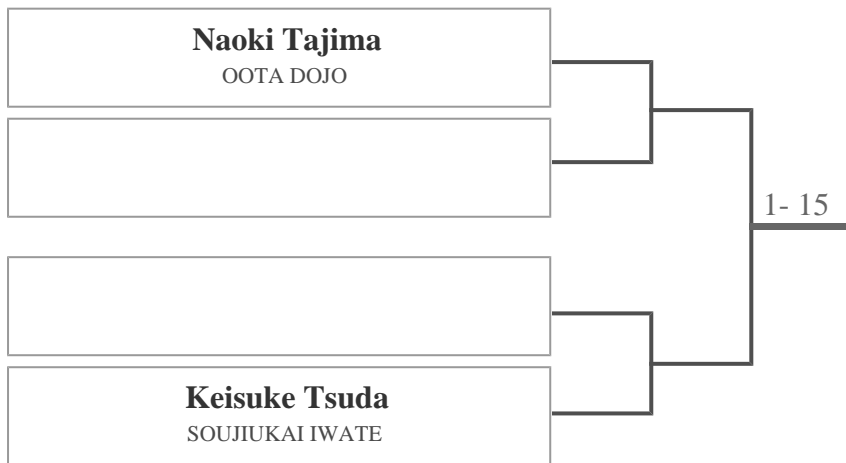 Naoki Tajima
OOTA DOJO
1- 15
Keisuke Tsuda
SOUJIUKAI IWATE